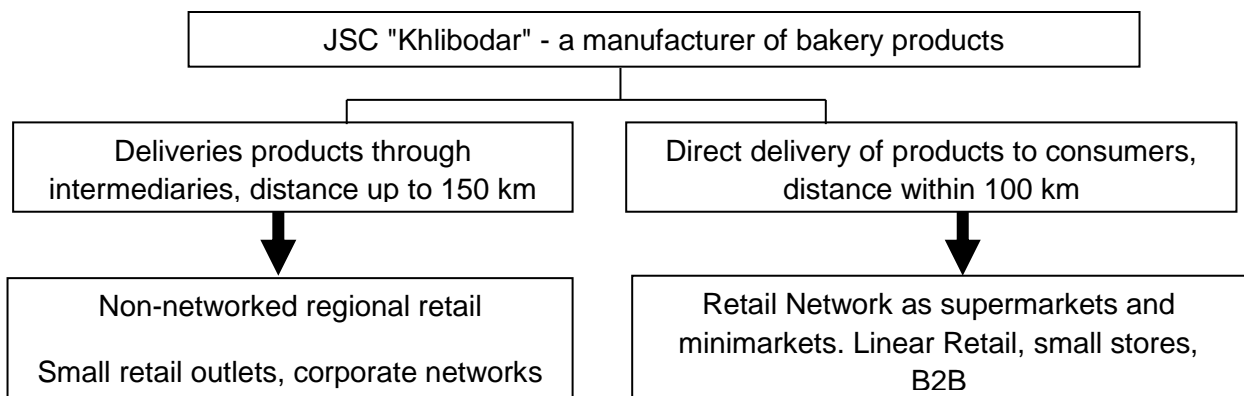 JSC "Khlibodar" - a manufacturer of bakery products
Deliveries products through
intermediaries, distance up to 150 km
Direct delivery of products to consumers,
distance within 100 km
Non-networked regional retail
Small retail outlets, corporate networks
Retail Network as supermarkets and
minimarkets. Linear Retail, small stores,
B2B